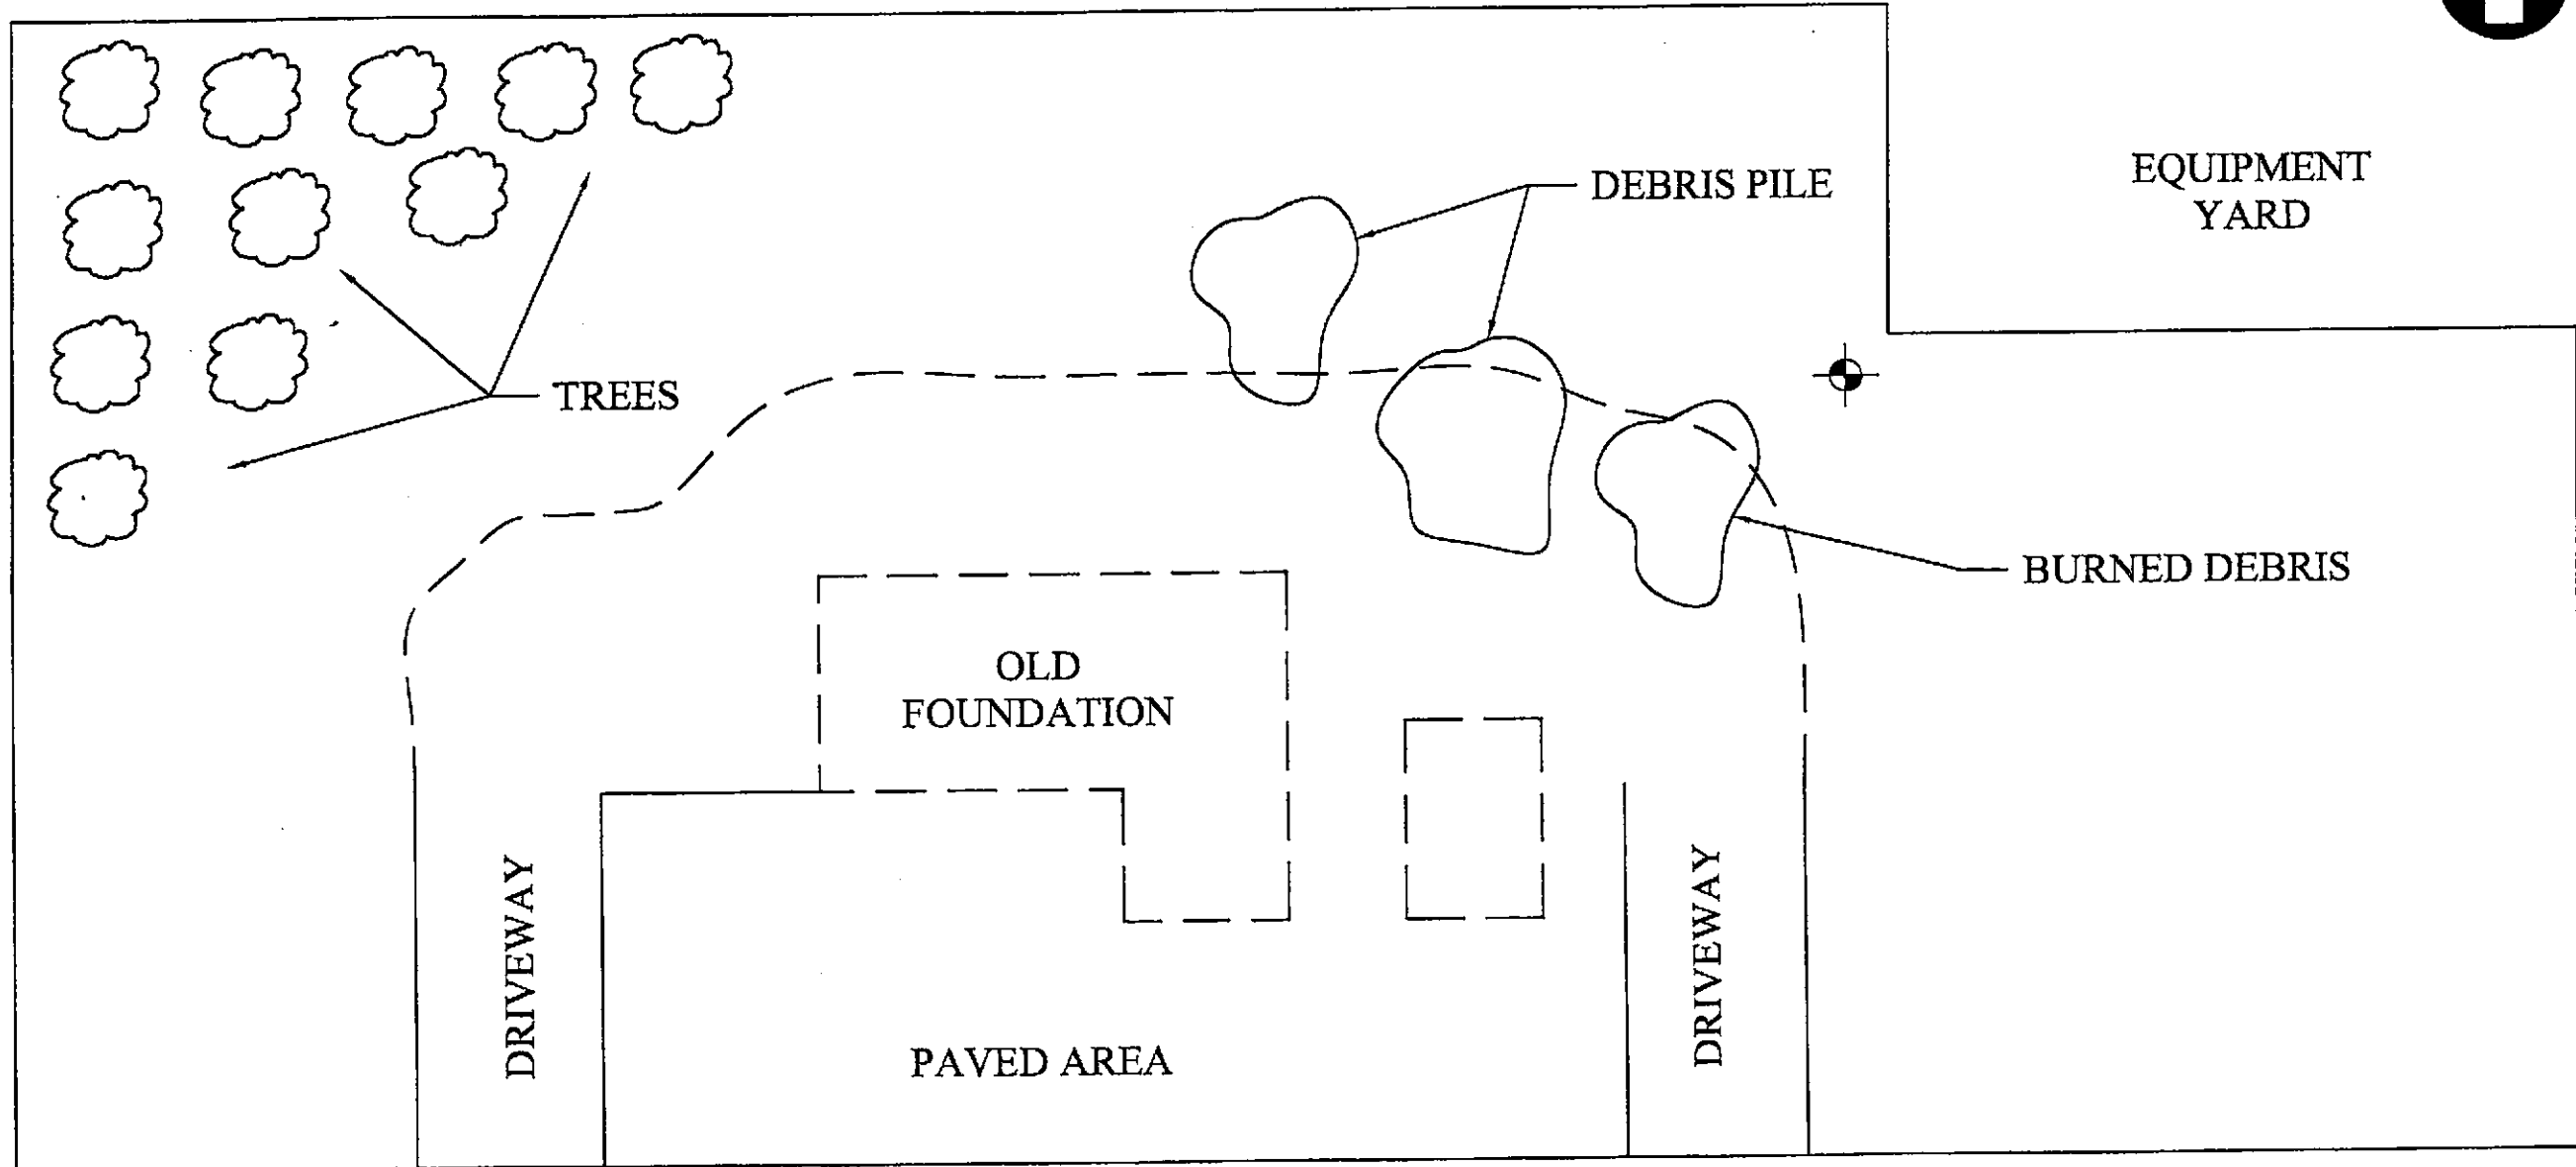 EQUIPMENT
YARD
DEBRIS PILE
TREES
BURNED DEBRIS
OLD
FOUNDATION
DRIVEWAY
DRIVEWAY
PAVED AREA